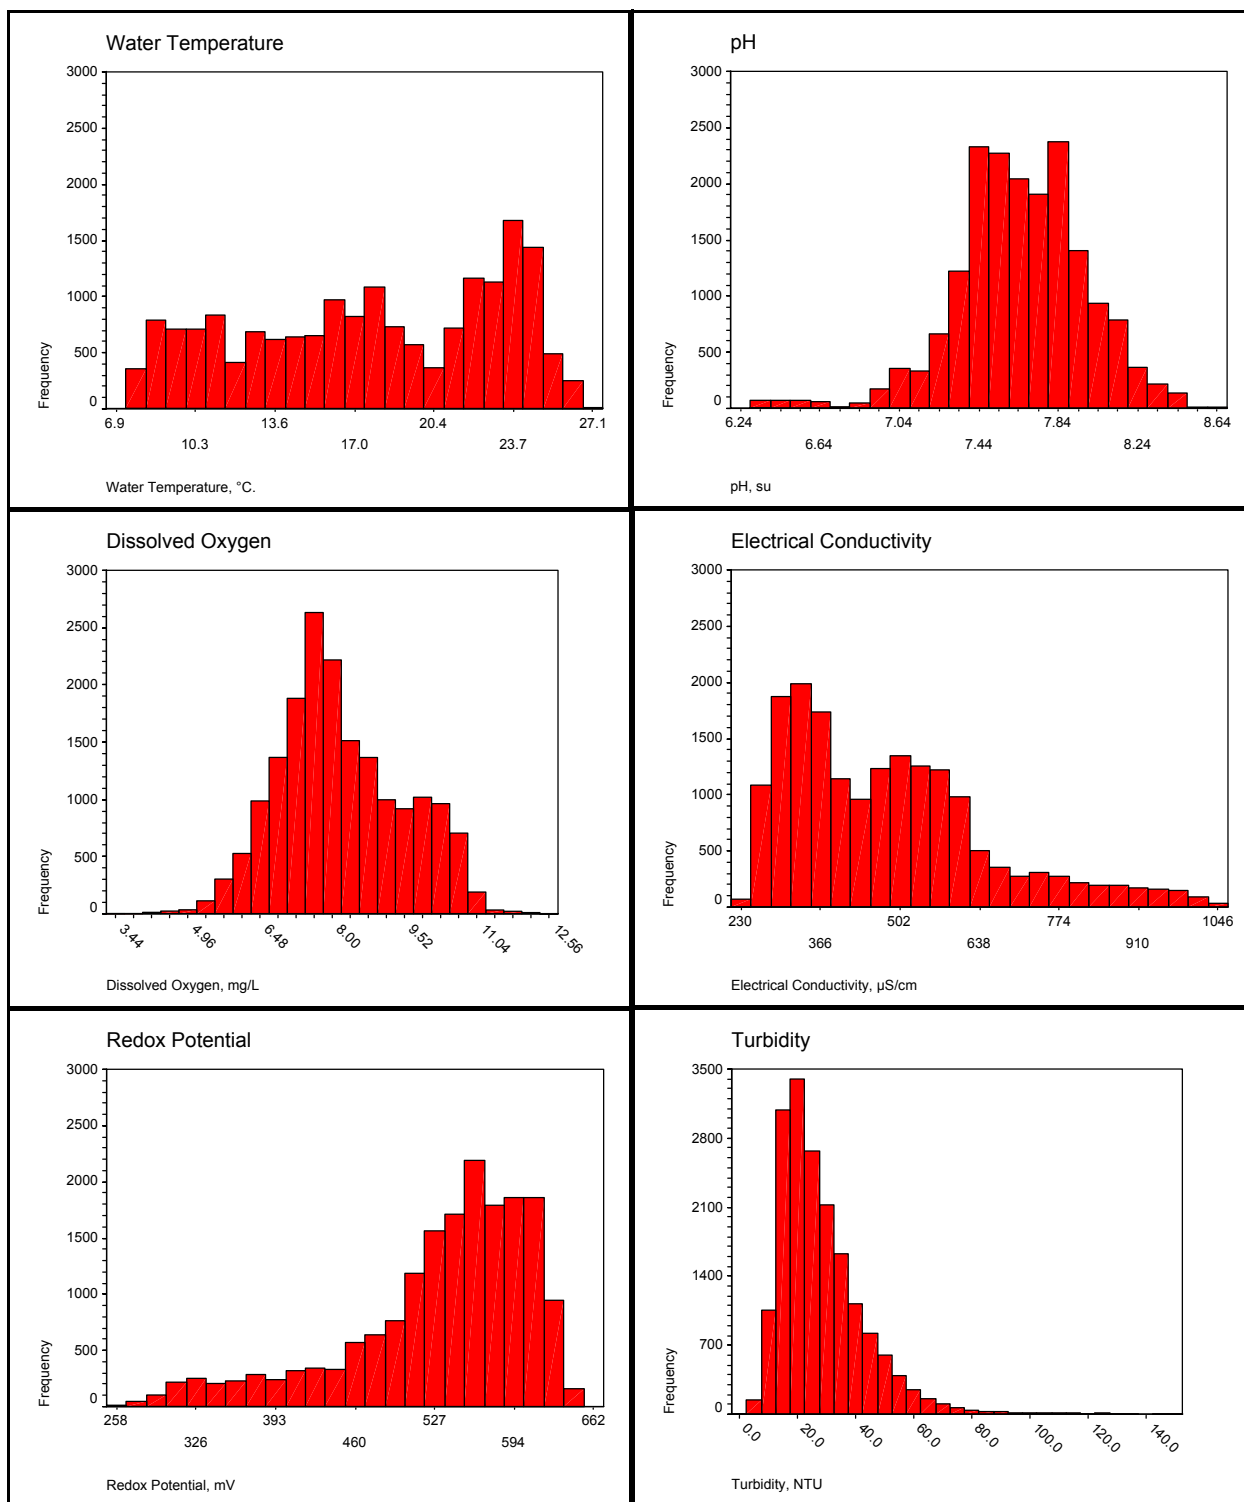 Water Temperature
3000
2500
2000
1500
1000
500
0
Frequency
6.9 13.6 20.4 27.1
10.3 17.0 23.7
Water Temperature, °C.
pH
3000
2500
2000
1500
1000
500
0
Frequency
6.24 7.04 7.44 7.84 8.64
6.64 8.24
pH, su
Dissolved Oxygen
3000
2500
2000
1500
1000
500
0
Frequency
3.44 4.96 6.48 8.00 9.52 11.04 12.56
Dissolved Oxygen, mg/L
Electrical Conductivity
3000
2500
2000
1500
1000
500
0
Frequency
230 502 774 1046
366 638 910
Electrical Conductivity, µS/cm
Redox Potential
3000
2500
2000
1500
1000
500
0
Frequency
258 393 527 662
326 460 594
Redox Potential, mV
Turbidity
3500
2800
2100
1400
700
0
Frequency
0.0 20.0 40.0 60.0 80.0 100.0 120.0 140.0
Turbidity, NTU